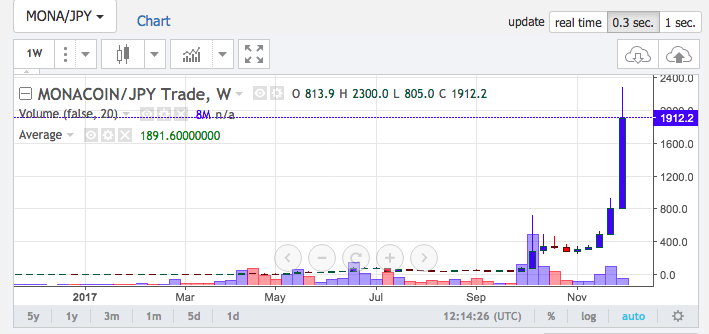 MONA/JPY
Chart
update real time 0.3 sec. 1 sec.
1W
MONACOIN/JPY Trade, W O 813.9 H 2300.0 L 805.0 C 1912.2
Volume (false, 20) 8M n/a
Average 1891.60000000
2400.0
1912.2
1600.0
1200.0
800.0
400.0
0.0
2017 Mar May Jul Sep Nov
5y 1y 3m 1m 5d 1d 12:14:26 (UTC) % log auto